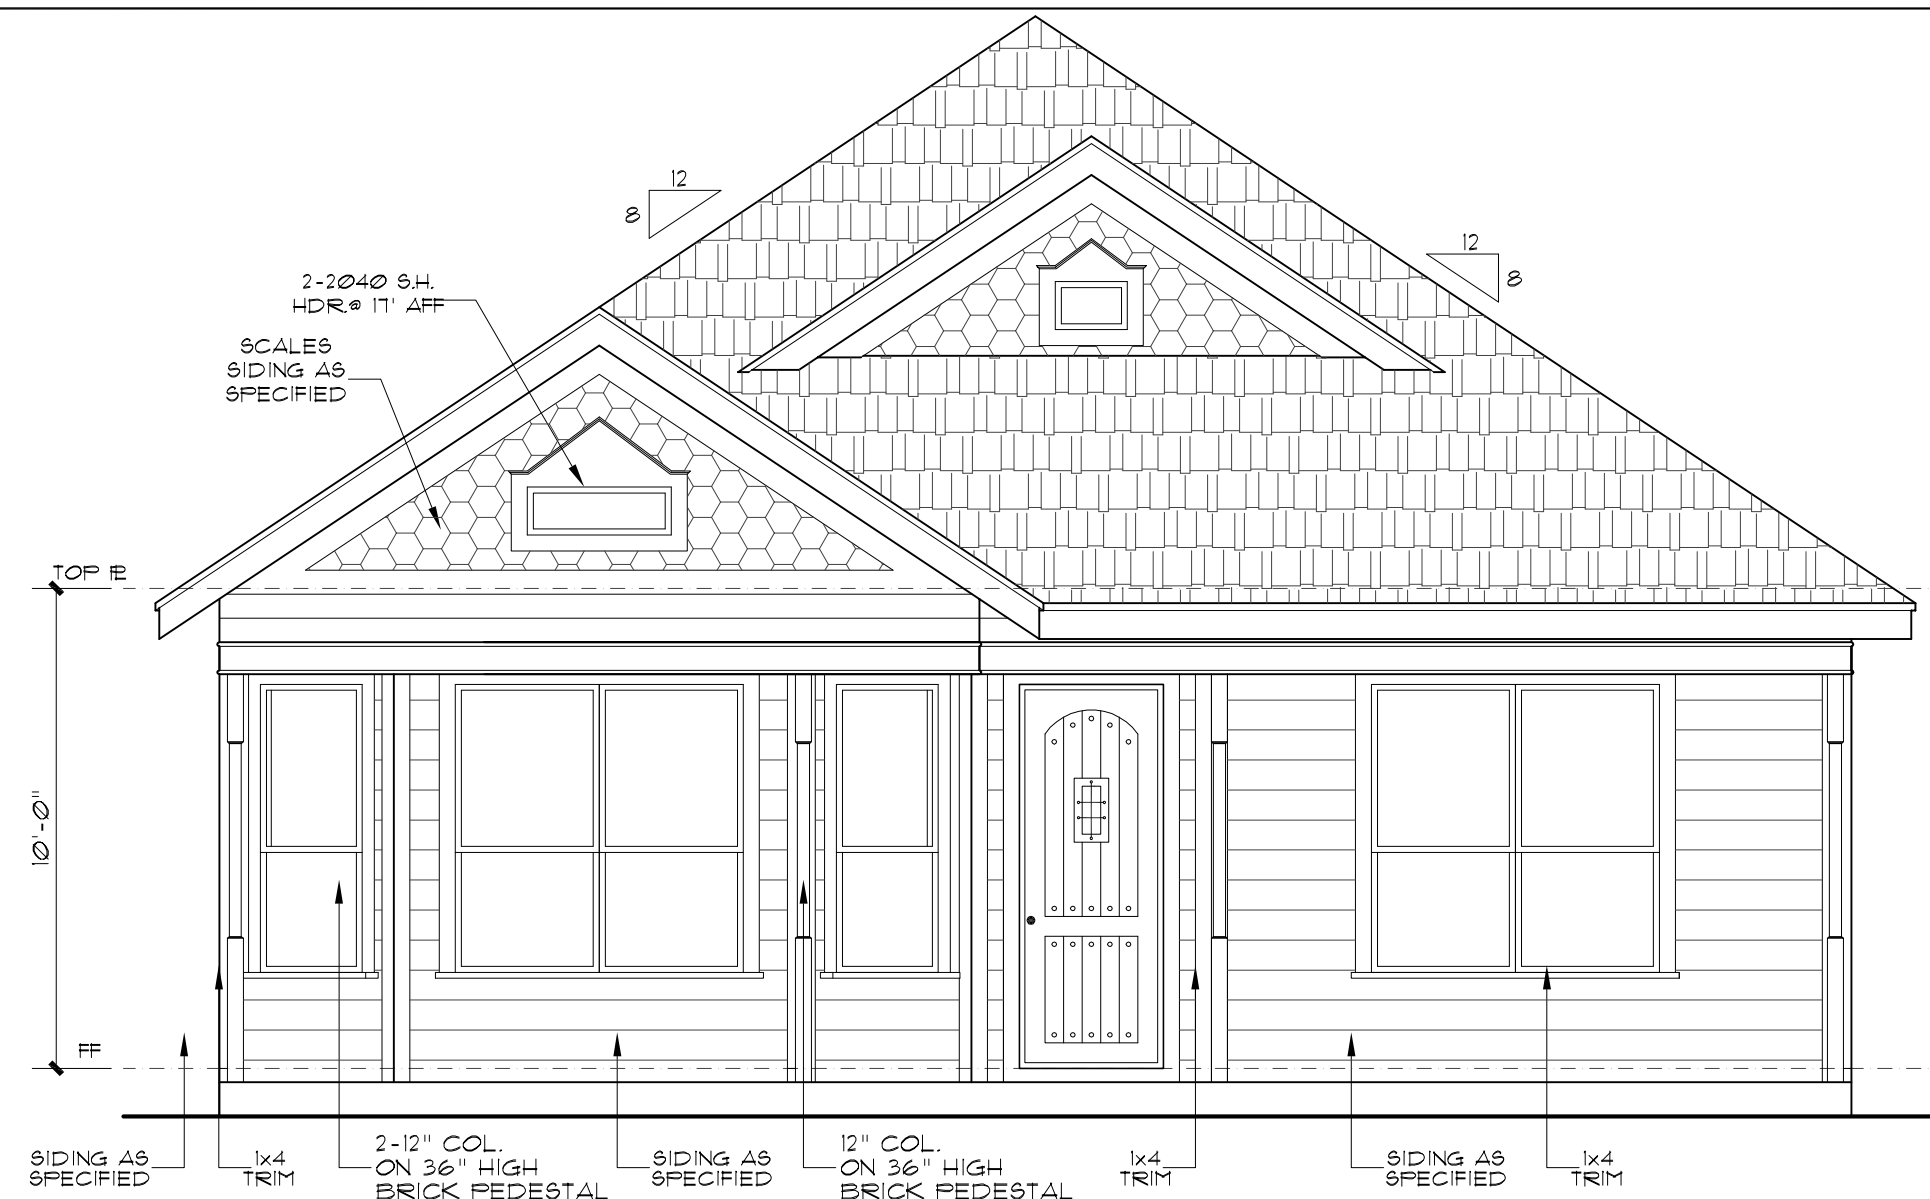 12
8
12
8
2-2040 S.H.
HDR.@ 17' AFF
SCALES
SIDING AS
SPECIFIED
TOP PL
10'-0"
FF
SIDING AS
SPECIFIED
1x4
TRIM
2-12" COL.
ON 36" HIGH
BRICK PEDESTAL
SIDING AS
SPECIFIED
12" COL.
ON 36" HIGH
BRICK PEDESTAL
1x4
TRIM
SIDING AS
SPECIFIED
1x4
TRIM